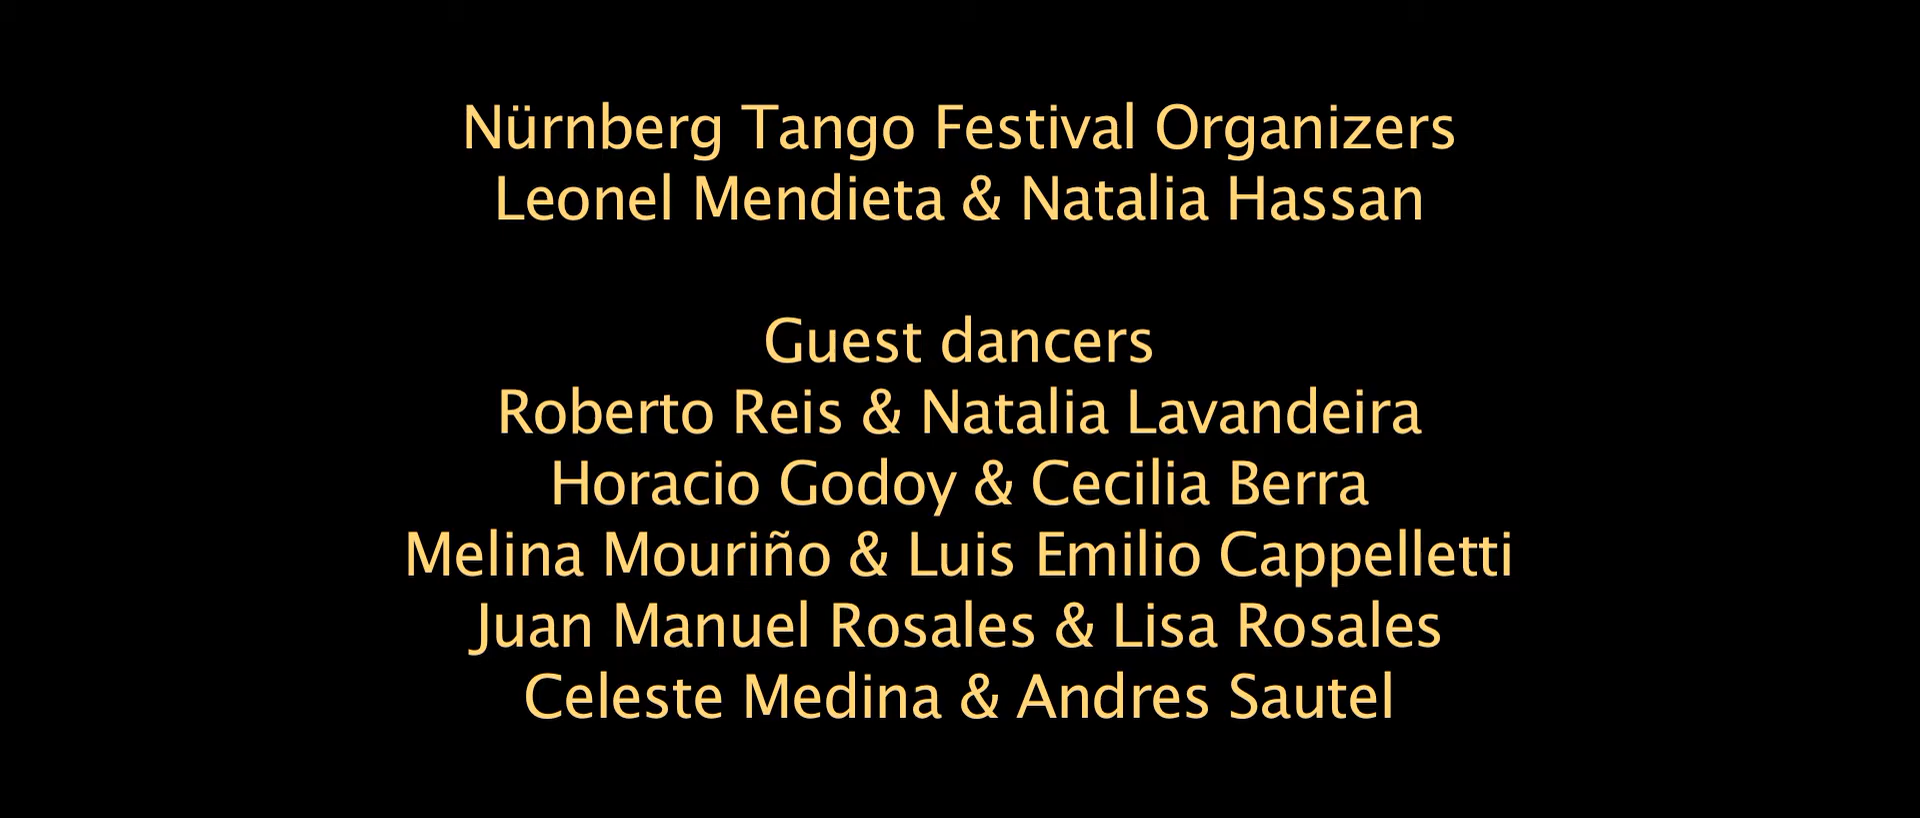 Nürnberg Tango Festival Organizers
Leonel Mendieta & Natalia Hassan
Guest dancers
Roberto Reis & Natalia Lavandeira
Horacio Godoy & Cecilia Berra
Melina Mouriño & Luis Emilio Cappelletti
Juan Manuel Rosales & Lisa Rosales
Celeste Medina & Andres Sautel